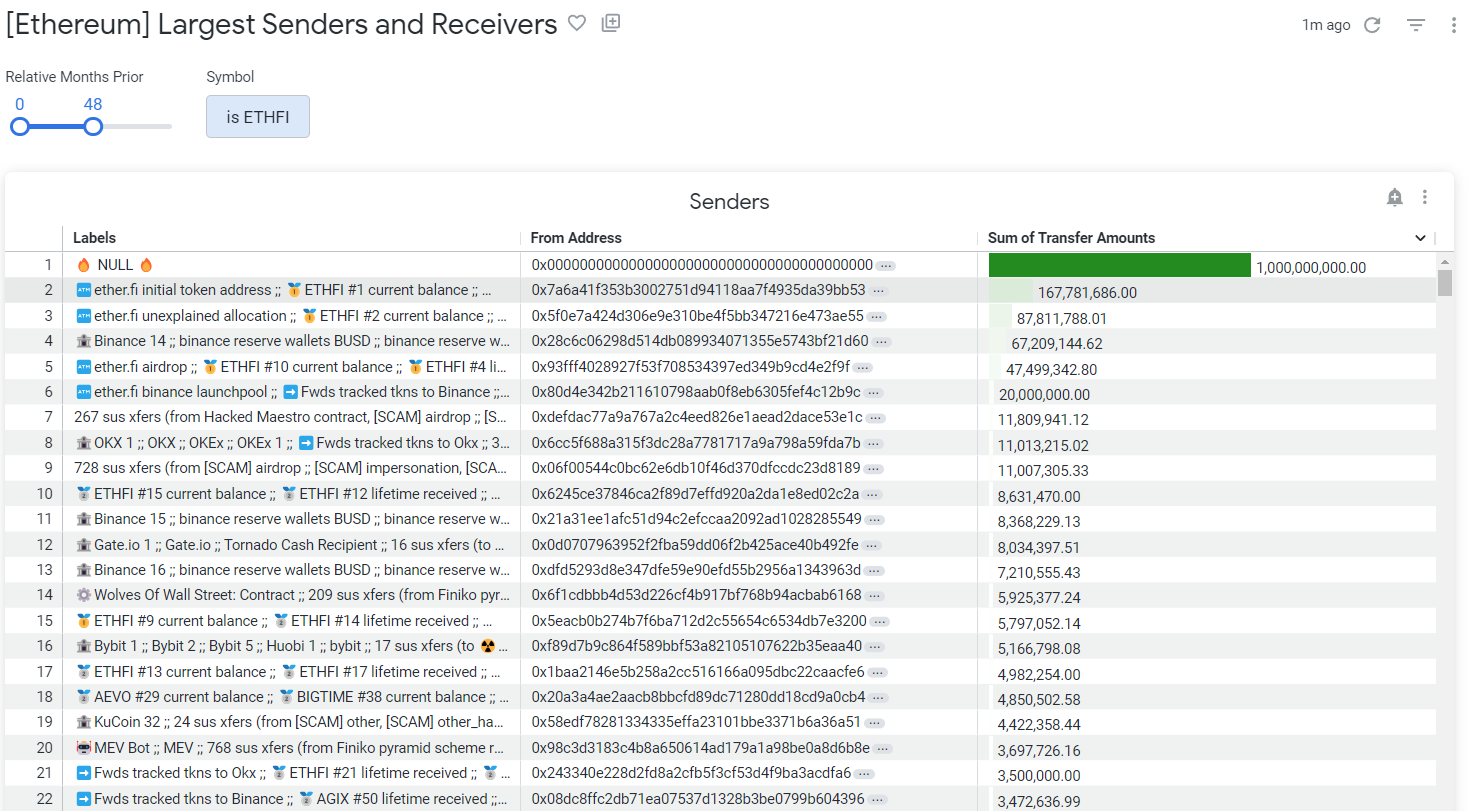 [Ethereum] Largest Senders and Receivers
1m ago
Relative Months Prior
Symbol
0 48
is ETHFI
Senders
Labels From Address Sum of Transfer Amounts
1 🔥 NULL 🔥 0x0000000000000000000000000000000000000000 ... 1,000,000,000.00
2 🏧 ether.fi initial token address ;; 🥇 ETHFI #1 current balance ;; ... 0x7a6a41f353b3002751d94118aa7f4935da39bb53 ... 167,781,686.00
3 🏧 ether.fi unexplained allocation ;; 🥇 ETHFI #2 current balance ;; ... 0x5f0e7a424d306e9e310be4f5bb347216e473ae55 ... 87,811,788.01
4 🏦 Binance 14 ;; binance reserve wallets BUSD ;; binance reserve w... 0x28c6c06298d514db089934071355e5743bf21d60 ... 67,209,144.62
5 🏧 ether.fi airdrop ;; 🥇 ETHFI #10 current balance ;; 🥇 ETHFI #4 li... 0x93fff4028927f53f708534397ed349b9cd4e2f9f ... 47,499,342.80
6 🏧 ether.fi binance launchpool ;; ➡️ Fwds tracked tkns to Binance ;;... 0x80d4e342b211610798aab0f8eb6305fef4c12b9c ... 20,000,000.00
7 267 sus xfers (from Hacked Maestro contract, [SCAM] airdrop ;; [S... 0xdefdac77a9a767a2c4eed826e1aead2dace53e1c ... 11,809,941.12
8 🏦 OKX 1 ;; OKX ;; OKEx ;; OKEx 1 ;; ➡️ Fwds tracked tkns to Okx ;; 3... 0x6cc5f688a315f3dc28a7781717a9a798a59fda7b ... 11,013,215.02
9 728 sus xfers (from [SCAM] airdrop ;; [SCAM] impersonation, [SCA... 0x06f00544c0bc62e6db10f46d370dfccdc23d8189 ... 11,007,305.33
10 🥈 ETHFI #15 current balance ;; 🥈 ETHFI #12 lifetime received ;; ... 0x6245ce37846ca2f89d7effd920a2da1e8ed02c2a ... 8,631,470.00
11 🏦 Binance 15 ;; binance reserve wallets BUSD ;; binance reserve w... 0x21a31ee1afc51d94c2efccaa2092ad1028285549 ... 8,368,229.13
12 🏦 Gate.io 1 ;; Gate.io ;; Tornado Cash Recipient ;; 16 sus xfers (to ... 0x0d0707963952f2fba59dd06f2b425ace40b492fe ... 8,034,397.51
13 🏦 Binance 16 ;; binance reserve wallets BUSD ;; binance reserve w... 0xdfd5293d8e347dfe59e90efd55b2956a1343963d ... 7,210,555.43
14 ⚙️ Wolves Of Wall Street: Contract ;; 209 sus xfers (from Finiko pyr... 0x6f1cdbbb4d53d226cf4b917bf768b94acbab6168 ... 5,925,377.24
15 🥇 ETHFI #9 current balance ;; 🥈 ETHFI #14 lifetime received ;; ... 0x5eacb0b274b7f6ba712d2c55654c6534db7e3200 ... 5,797,052.14
16 🏦 Bybit 1 ;; Bybit 2 ;; Bybit 5 ;; Huobi 1 ;; bybit ;; 17 sus xfers (to ☢️ ... 0xf89d7b9c864f589bbf53a82105107622b35eaa40 ... 5,166,798.08
17 🥈 ETHFI #13 current balance ;; 🥈 ETHFI #17 lifetime received ;; ... 0x1baa2146e5b258a2cc516166a095dbc22caacfe6 ... 4,982,254.00
18 🥈 AEVO #29 current balance ;; 🥈 BIGTIME #38 current balance ;; ... 0x20a3a4ae2aacb8bbcfd89dc71280dd18cd9a0cb4 ... 4,850,502.58
19 🏦 KuCoin 32 ;; 24 sus xfers (from [SCAM] other, [SCAM] other_ha... 0x58edf78281334335effa23101bbe3371b6a36a51 ... 4,422,358.44
20 🤖 MEV Bot ;; MEV ;; 768 sus xfers (from Finiko pyramid scheme r... 0x98c3d3183c4b8a650614ad179a1a98be0a8d6b8e ... 3,697,726.16
21 ➡️ Fwds tracked tkns to Okx ;; 🥈 ETHFI #21 lifetime received ;; 🥈 ... 0x243340e228d2fd8a2cfb5f3cf53d4f9ba3acdfa6 ... 3,500,000.00
22 ➡️ Fwds tracked tkns to Binance ;; 🥈 AGIX #50 lifetime received ;;... 0x08dc8ffc2db71ea07537d1328b3be0799b604396 ... 3,472,636.99